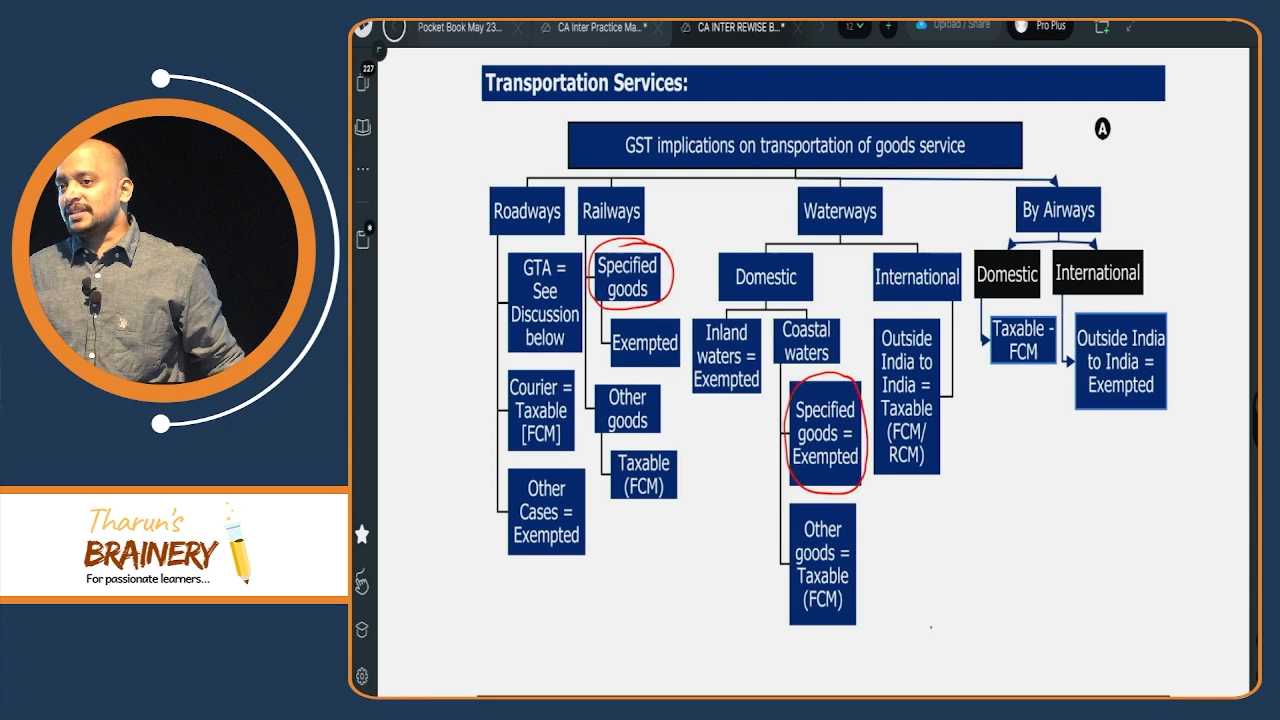 Pocket Book May 23...
CA Inter Practice Ma...*
CA INTER REWISE B...*
12
Upload / Share
Pro Plus
227
Transportation Services:
A
GST implications on transportation of goods service
Roadways
Railways
Waterways
By Airways
GTA =
See
Discussion
below
Courier =
Taxable
[FCM]
Other
Cases =
Exempted
Specified
goods
Exempted
Other
goods
Taxable
(FCM)
Domestic
International
Inland
waters =
Exempted
Coastal
waters
Specified
goods =
Exempted
Other
goods =
Taxable
(FCM)
Outside
India to
India =
Taxable
(FCM/
RCM)
Domestic
International
Taxable -
FCM
Outside India
to India =
Exempted
Tharun's
BRAINERY
For passionate learners...